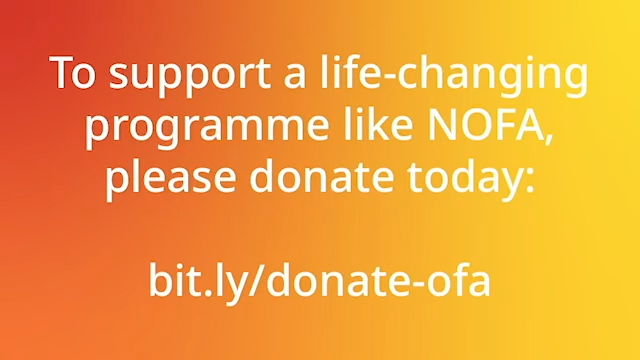 To support a life-changing
programme like NOFA,
please donate today:
bit.ly/donate-ofa